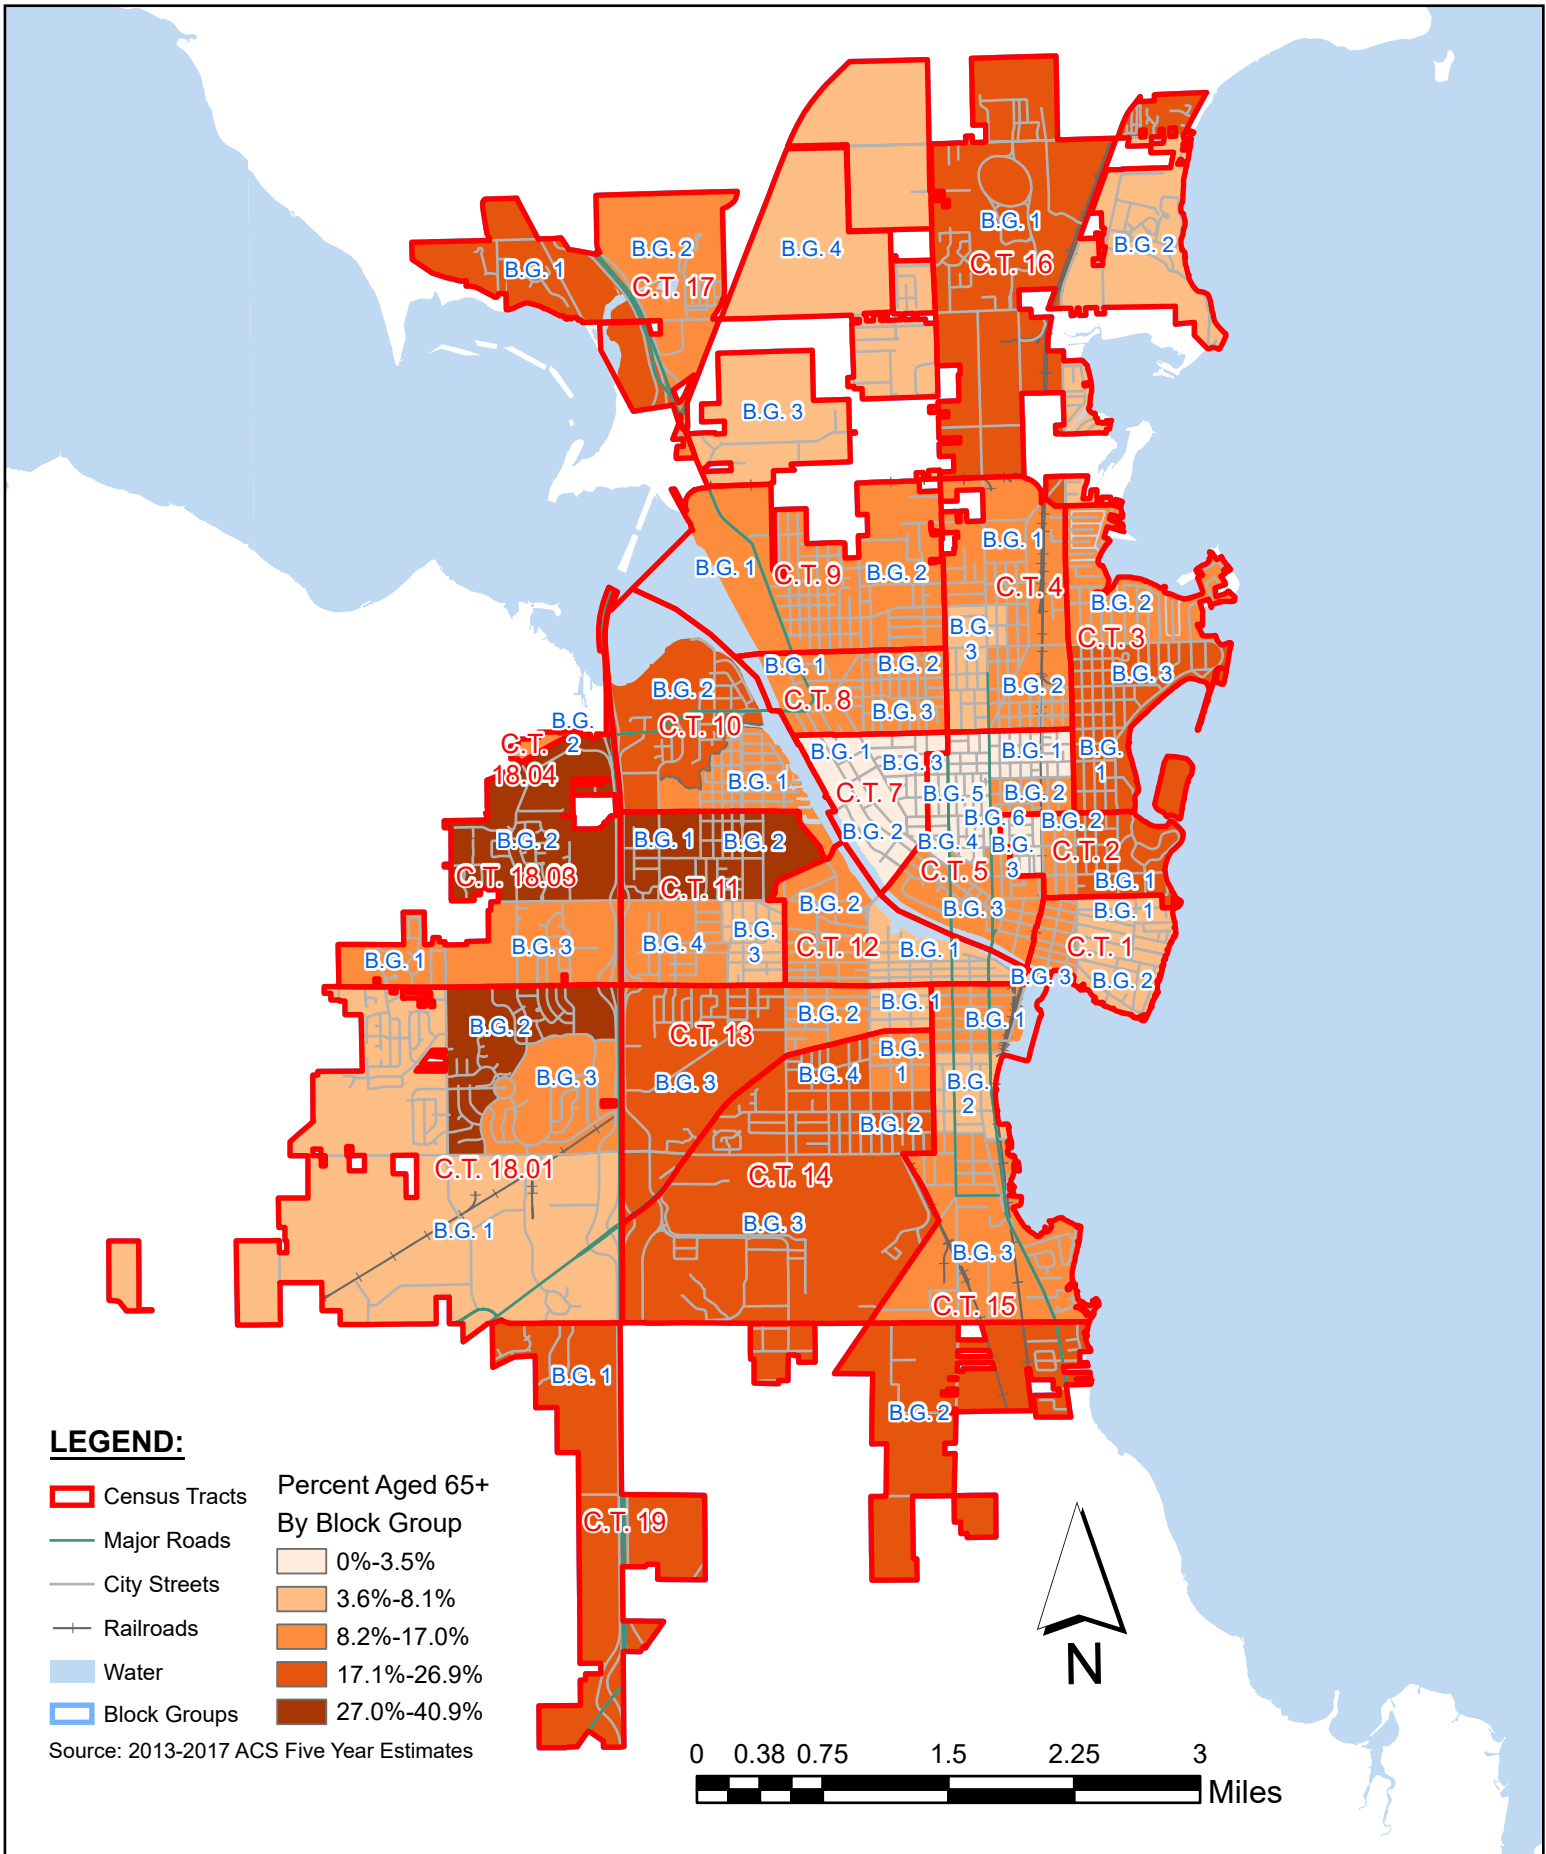 B.G. 1
B.G. 2
C.T. 17
B.G. 4
B.G. 1
C.T. 16
B.G. 2
B.G. 3
B.G. 1
C.T. 9
B.G. 2
B.G. 1
C.T. 4
B.G.
3
B.G. 2
B.G. 2
C.T. 3
B.G. 3
B.G.
1
B.G. 1
B.G. 2
C.T. 8
B.G. 3
B.G. 2
C.T. 10
B.G. 1
B.G.
2
C.T.
18.04
B.G. 1
B.G. 3
C.T. 7
B.G. 2
B.G. 1
B.G. 5
B.G. 2
B.G. 6
B.G. 4
B.G.
3
C.T. 5
B.G. 3
B.G. 2
C.T. 2
B.G. 1
B.G. 2
C.T. 18.03
B.G. 1
B.G. 2
C.T. 11
B.G. 1
B.G. 3
B.G. 4
B.G.
3
B.G. 2
C.T. 12
B.G. 1
B.G. 1
C.T. 1
B.G. 3
B.G. 2
B.G. 2
B.G. 3
C.T. 13
B.G. 3
B.G. 2
B.G. 1
B.G. 1
B.G. 4
B.G.
1
B.G. 2
B.G.
2
C.T. 18.01
B.G. 1
C.T. 14
B.G. 3
B.G. 3
C.T. 15
B.G. 1
B.G. 2
C.T. 19
LEGEND:
Census Tracts
Major Roads
City Streets
Railroads
Water
Block Groups
Percent Aged 65+
By Block Group
0%-3.5%
3.6%-8.1%
8.2%-17.0%
17.1%-26.9%
27.0%-40.9%
Source: 2013-2017 ACS Five Year Estimates
N
0 0.38 0.75 1.5 2.25 3
Miles